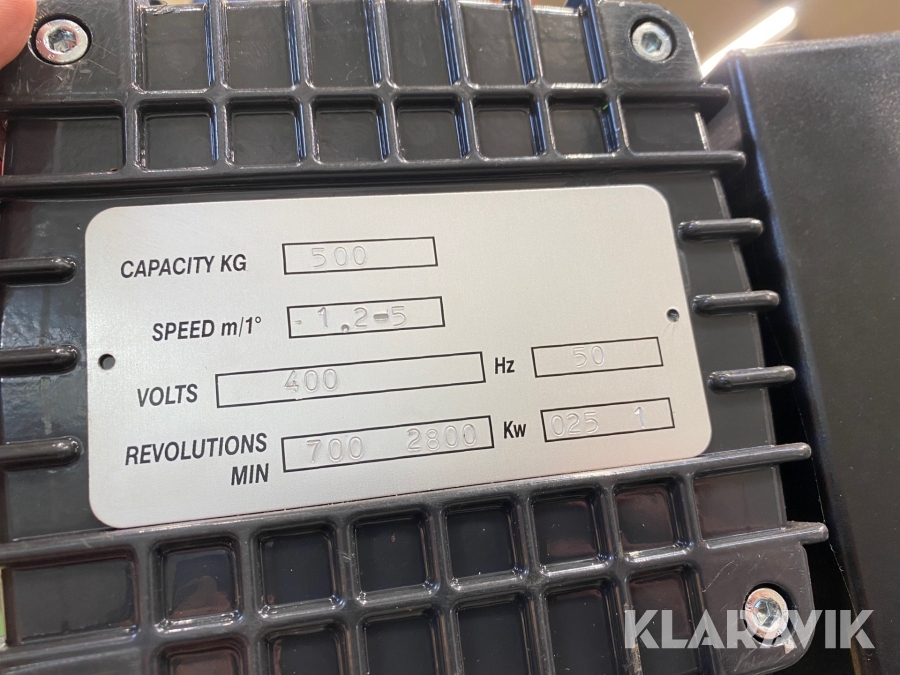 CAPACITY KG 500
SPEED m/1° - 1.2-5
VOLTS 400 Hz 50
REVOLUTIONS MIN 700 2800 Kw 025 1
KLARAVIK